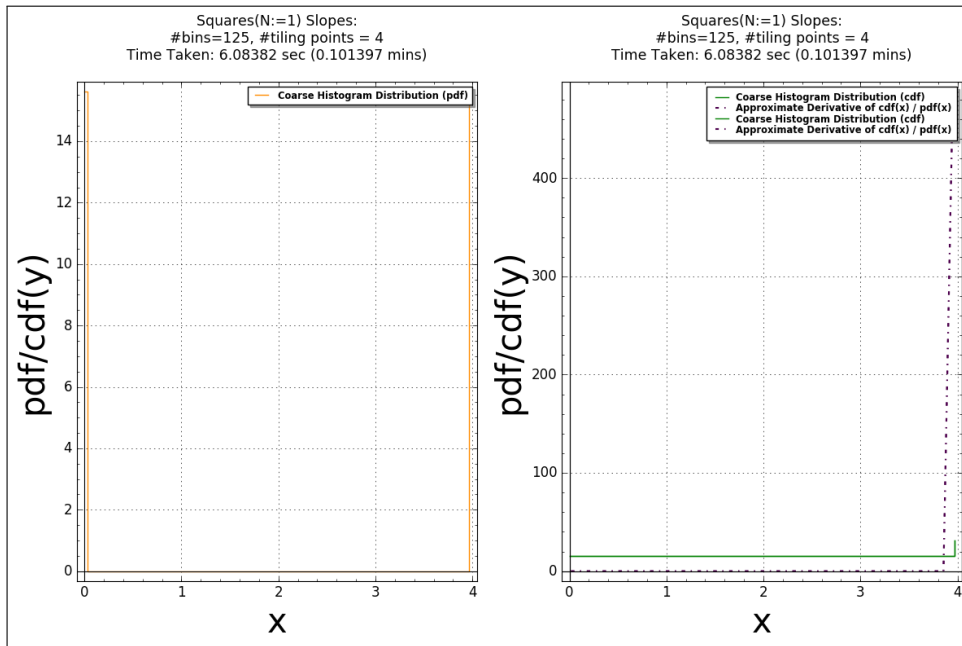 Squares(N:=1) Slopes:
#bins=125, #tiling points = 4
Time Taken: 6.08382 sec (0.101397 mins)
Coarse Histogram Distribution (pdf)
14
12
10
8
6
4
2
0
pdf/cdf(y)
0 1 2 3 4
x
Squares(N:=1) Slopes:
#bins=125, #tiling points = 4
Time Taken: 6.08382 sec (0.101397 mins)
Coarse Histogram Distribution (cdf)
Approximate Derivative of cdf(x) / pdf(x)
Coarse Histogram Distribution (cdf)
Approximate Derivative of cdf(x) / pdf(x)
400
300
200
100
0
pdf/cdf(y)
0 1 2 3 4
x